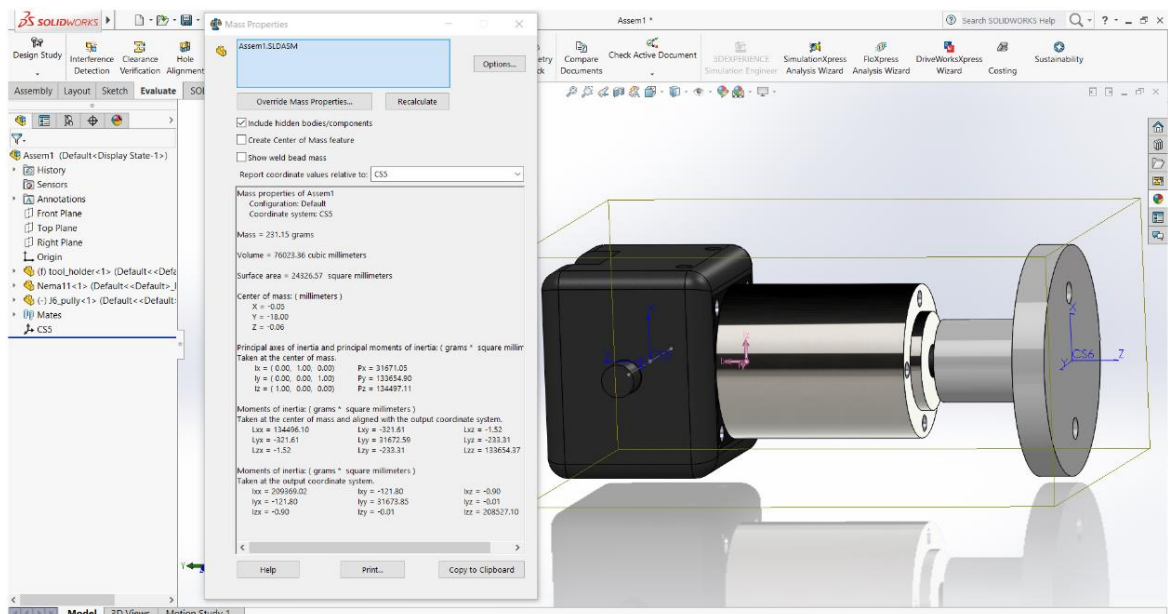 SOLIDWORKS
Mass Properties
Assem1 *
Search SOLIDWORKS Help
Design Study
Interference Detection
Clearance Verification
Hole Alignment
Compare Documents
Check Active Document
3DEXPERIENCE Simulation Engineer
SimulationXpress Analysis Wizard
FloXpress Analysis Wizard
DriveWorksXpress Wizard
Costing
Sustainability
Assembly Layout Sketch Evaluate
Assem1 (Default<Display State-1>)
History
Sensors
Annotations
Front Plane
Top Plane
Right Plane
Origin
(f) tool_holder<1> (Default<<Defa
Nema11<1> (Default<<Default>_
(-) J6_pully<1> (Default<<Default:
Mates
CS5
Assem1.SLDASM
Options...
Override Mass Properties...
Recalculate
Include hidden bodies/components
Create Center of Mass feature
Show weld bead mass
Report coordinate values relative to: CS5
Mass properties of Assem1
Configuration: Default
Coordinate system: CS5
Mass = 231.15 grams
Volume = 76023.36 cubic millimeters
Surface area = 24326.57 square millimeters
Center of mass: ( millimeters )
X = -0.05
Y = -18.00
Z = -0.06
Principal axes of inertia and principal moments of inertia: ( grams * square millim
Taken at the center of mass.
Ix = ( 0.00, 1.00, 0.00) Px = 31671.05
Iy = ( 0.00, 0.00, 1.00) Py = 133654.90
Iz = ( 1.00, 0.00, 0.00) Pz = 134497.11
Moments of inertia: ( grams * square millimeters )
Taken at the center of mass and aligned with the output coordinate system.
Lxx = 134496.10 Lxy = -321.61 Lxz = -1.52
Lyx = -321.61 Lyy = 31672.59 Lyz = -233.31
Lzx = -1.52 Lzy = -233.31 Lzz = 133654.37
Moments of inertia: ( grams * square millimeters )
Taken at the output coordinate system.
Ixx = 209369.02 Ixy = -121.80 Ixz = -0.90
Iyx = -121.80 Iyy = 31673.85 Iyz = -0.01
Izx = -0.90 Izy = -0.01 Izz = 208527.10
Help
Print...
Copy to Clipboard
X
Y
CS6
Z
Y
Model 3D Views Motion Study 1